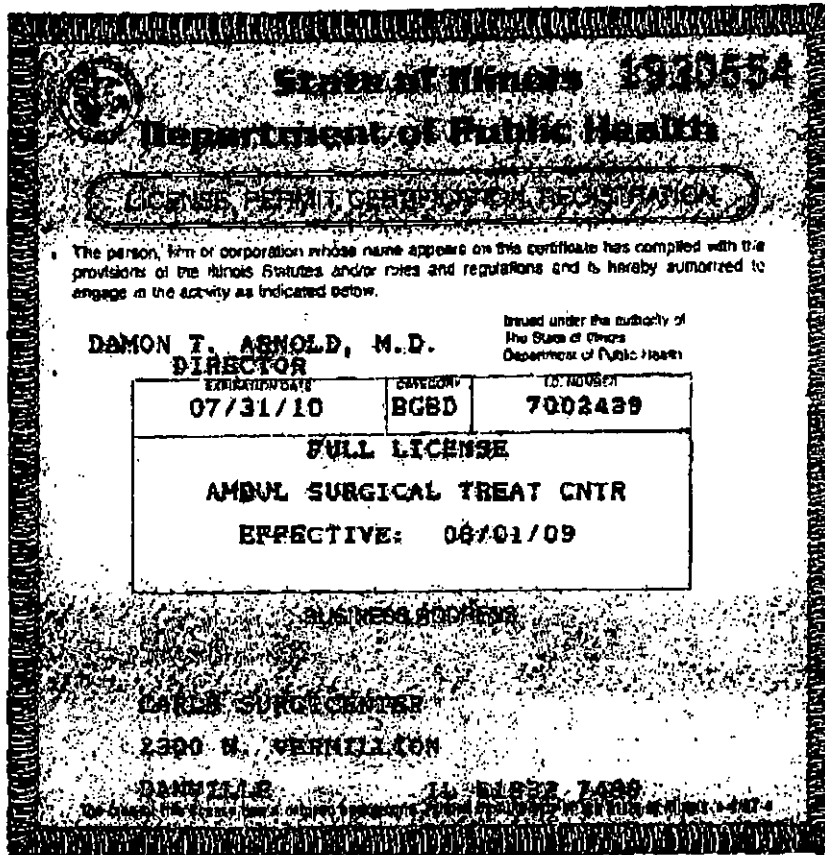 State of Illinois 1930554
Department of Public Health
LICENSE, PERMIT, CERTIFICATION, REGISTRATION
The person, firm or corporation whose name appears on this certificate has complied with the
provisions of the Illinois Statutes and/or rules and regulations and is hereby authorized to
engage in the activity as indicated below.
DAMON T. ARNOLD, M.D.
DIRECTOR
Issued under the authority of
The State of Illinois
Department of Public Health
EXPIRATION DATE CATEGORY I.D. NUMBER
07/31/10 BGBD 7002439
FULL LICENSE
AMBUL SURGICAL TREAT CNTR
EFFECTIVE: 08/01/09
BUSINESS ADDRESS
CARLE SURGICENTER
2300 N. VERMILLION
DANVILLE IL 61832